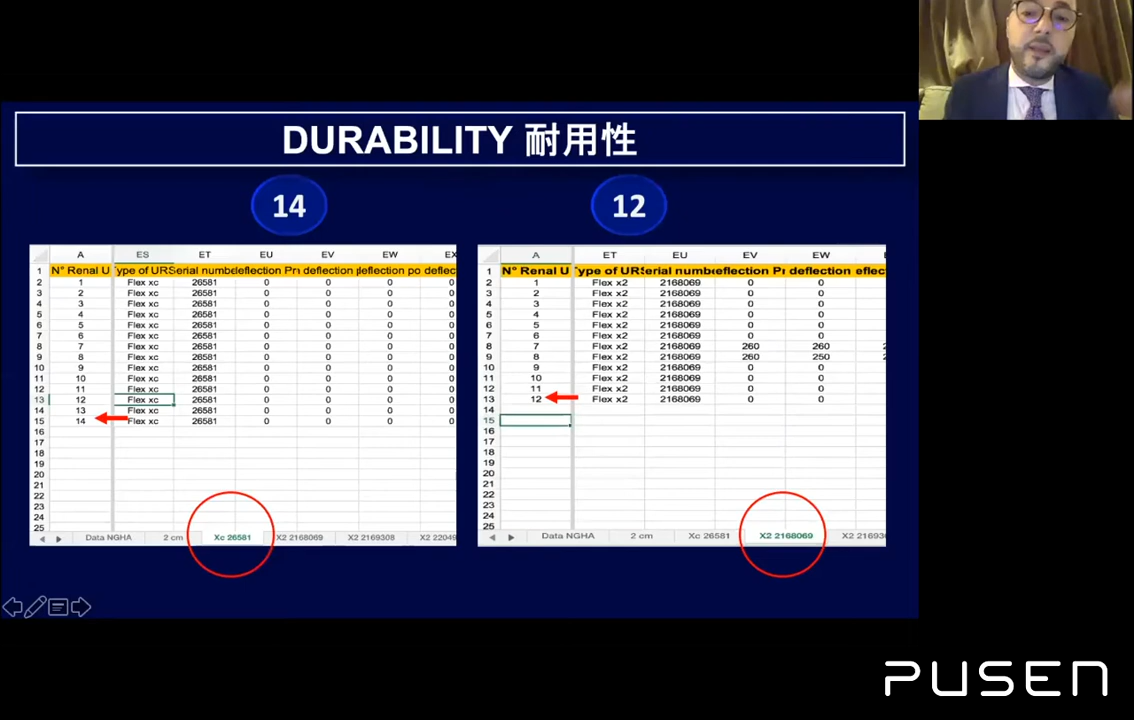 DURABILITY 耐用性
14
12
A ES ET EU EV EW EX
1 N° Renal U Type of URS Serial numbe deflection Pr deflection deflection po deflec
2 1 Flex xc 26581 0 0 0 0
3 2 Flex xc 26581 0 0 0 0
4 3 Flex xc 26581 0 0 0 0
5 4 Flex xc 26581 0 0 0 0
6 5 Flex xc 26581 0 0 0 0
7 6 Flex xc 26581 0 0 0 0
8 7 Flex xc 26581 0 0 0 0
9 8 Flex xc 26581 0 0 0 0
10 9 Flex xc 26581 0 0 0 0
11 10 Flex xc 26581 0 0 0 0
12 11 Flex xc 26581 0 0 0 0
13 12 Flex xc 26581 0 0 0 0
14 13 Flex xc 26581 0 0 0 0
15 14 Flex xc 26581 0 0 0 0
16
17
18
19
20
21
22
23
24
25
Data NGHA 2 cm Xc 26581 X2 2168069 X2 2169308 X2 22049
A ET EU EV EW
1 N° Renal U Type of URS Serial numbe deflection Pr deflection eflec
2 1 Flex x2 2168069 0 0
3 2 Flex x2 2168069 0 0
4 3 Flex x2 2168069 0 0
5 4 Flex x2 2168069 0 0
6 5 Flex x2 2168069 0 0
7 6 Flex x2 2168069 0 0
8 7 Flex x2 2168069 260 260
9 8 Flex x2 2168069 260 250
10 9 Flex x2 2168069 0 0
11 10 Flex x2 2168069 0 0
12 11 Flex x2 2168069 0 0
13 12 Flex x2 2168069 0 0
14
15
16
17
18
19
20
21
22
23
24
25
Data NGHA 2 cm Xc 26581 X2 2168069 X2 21693
PUSEN